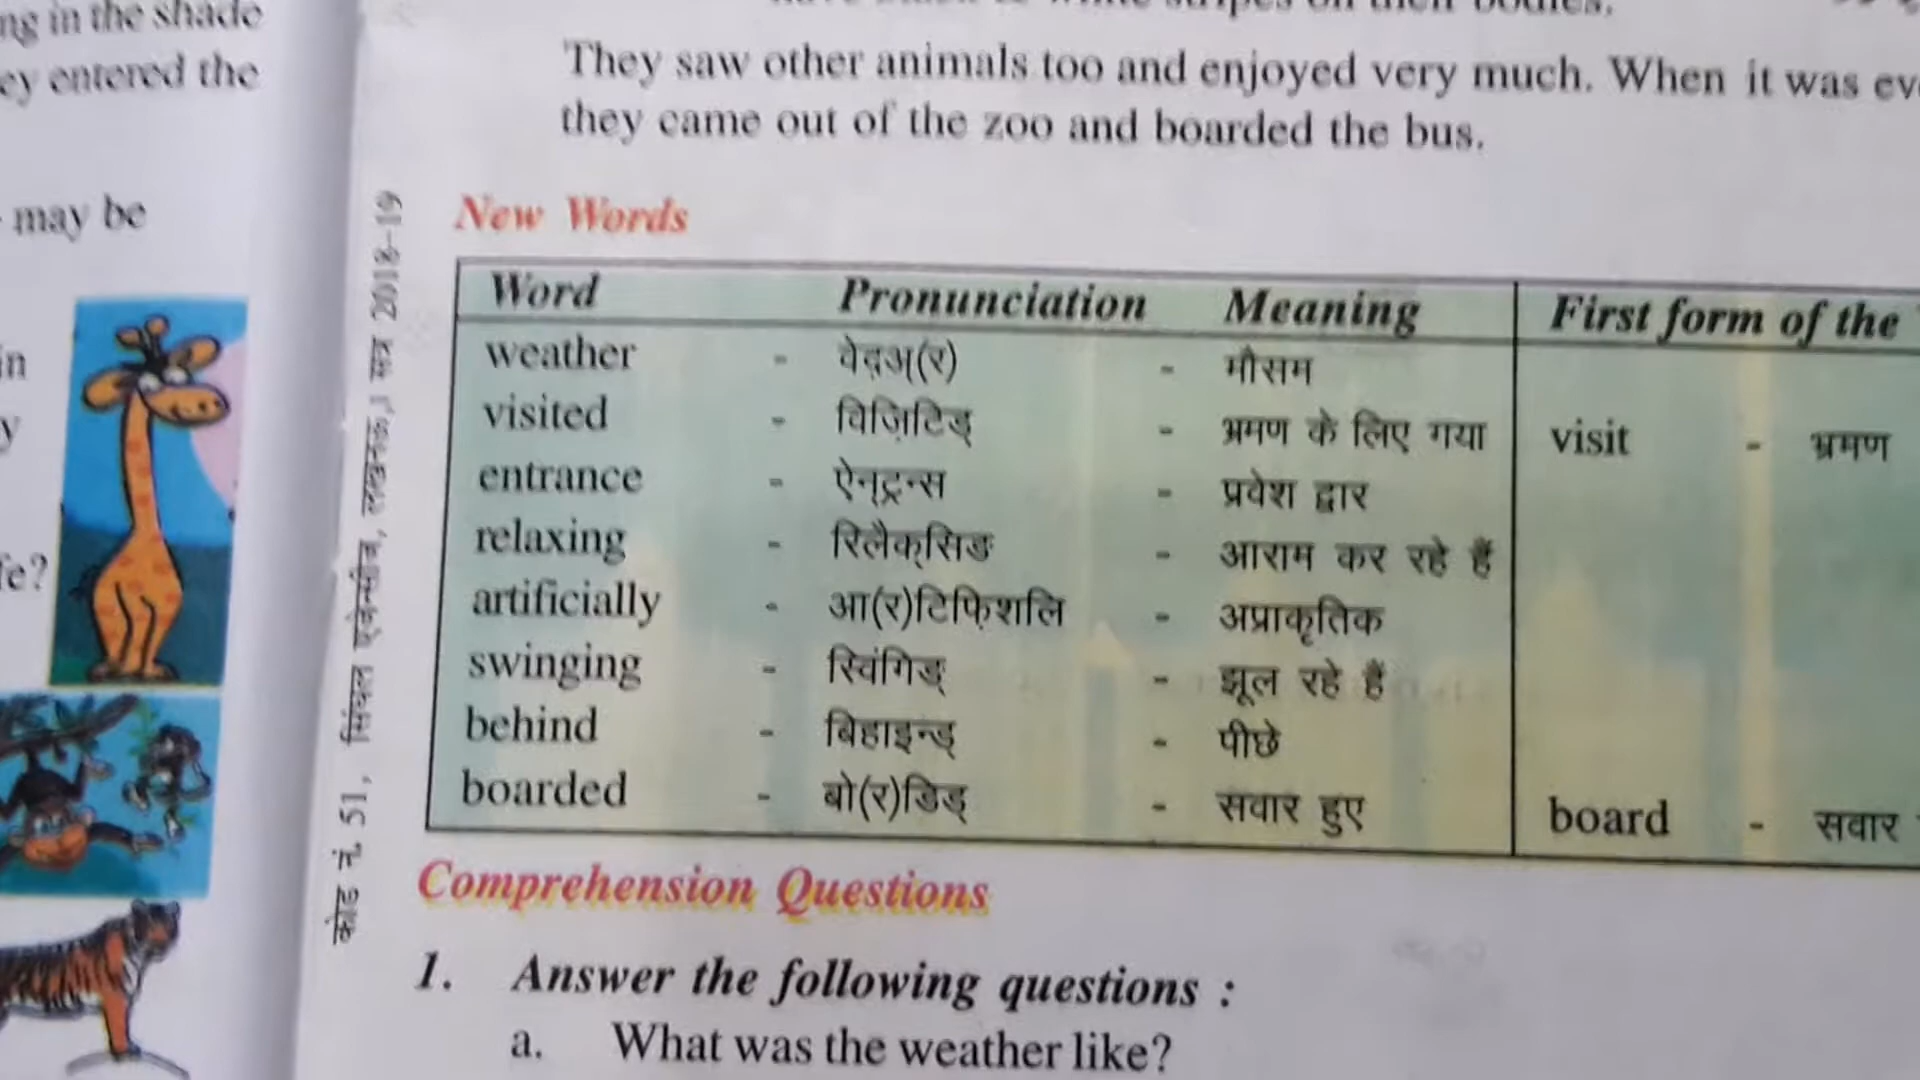 ng in the shade
ey entered the
may be
in
y
fe?
कोड नं. 51, सिंघल एजेन्सीज, लखनऊ, सत्र 2018-19
They saw other animals too and enjoyed very much. When it was
they came out of the zoo and boarded the bus.
New Words
Word Pronunciation Meaning First form of the
weather - वेद़अ(र) - मौसम
visited - विज़िटिड् - भ्रमण के लिए गया visit - भ्रमण
entrance - ऐन्ट्रन्स - प्रवेश द्वार
relaxing - रिलैक्सिङ - आराम कर रहे हैं
artificially - आ(र)टिफ़िशलि - अप्राकृतिक
swinging - स्विंगिड् - झूल रहे हैं
behind - बिहाइन्ड् - पीछे
boarded - बो(र)डिड् - सवार हुए board - सवार
Comprehension Questions
1. Answer the following questions :
a. What was the weather like?